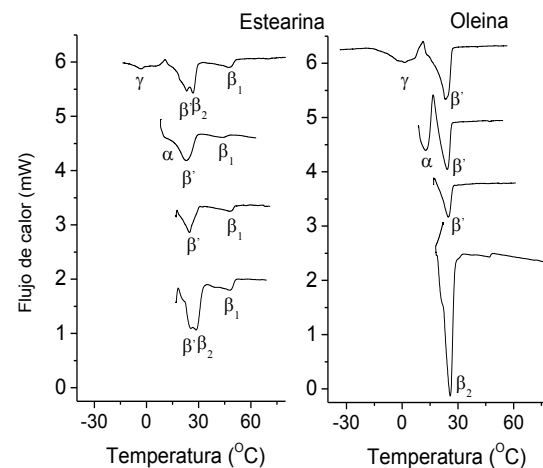 Estearina
Oleina
Flujo de calor (mW)
6
5
4
3
2
1
0
γ
β'
β2
β1
α
β'
β1
β'
β1
β'
β2
β1
γ
β'
α
β'
β'
β2
-30 0 30 60
-30 0 30 60
Temperatura (°C)
Temperatura (°C)